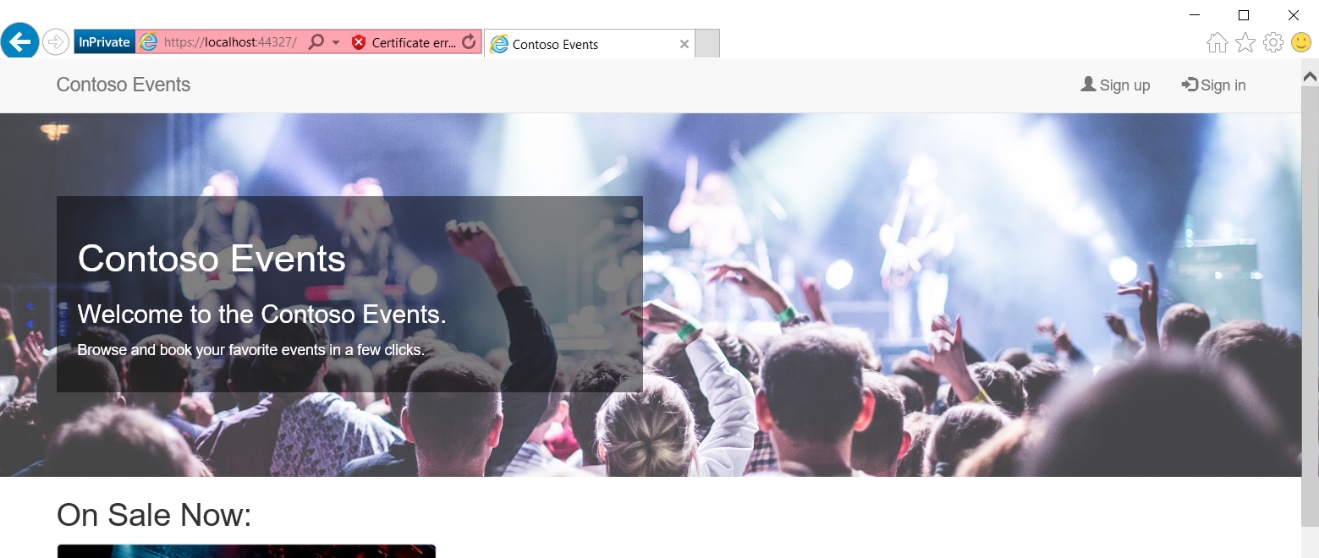 InPrivate https://localhost:44327/ Certificate err... Contoso Events
Contoso Events Sign up Sign in
Contoso Events
Welcome to the Contoso Events.
Browse and book your favorite events in a few clicks.
On Sale Now: